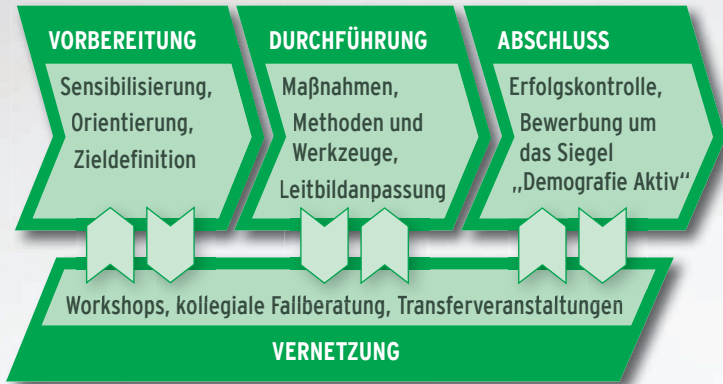 VORBEREITUNG
Sensibilisierung,
Orientierung,
Zieldefinition
DURCHFÜHRUNG
Maßnahmen,
Methoden und
Werkzeuge,
Leitbildanpassung
ABSCHLUSS
Erfolgskontrolle,
Bewerbung um
das Siegel
„Demografie Aktiv“
Workshops, kollegiale Fallberatung, Transferveranstaltungen
VERNETZUNG